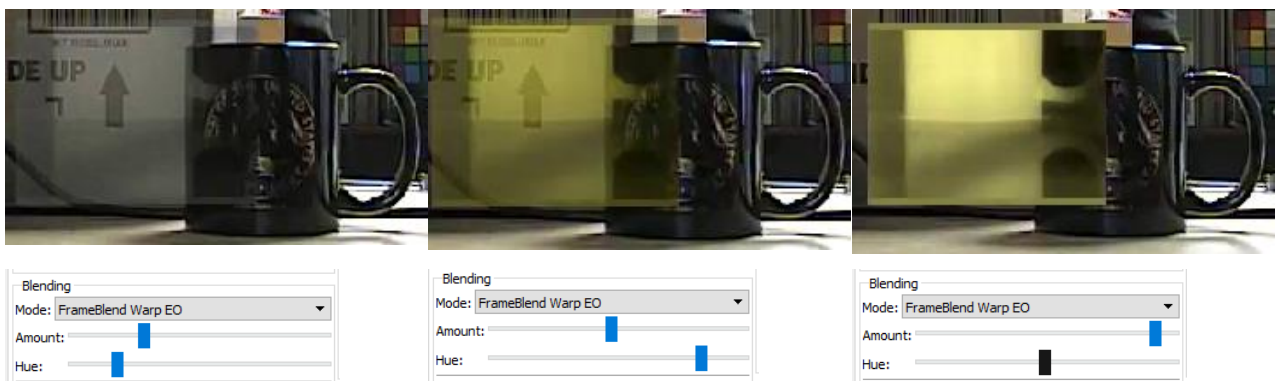 DE UP
DE UP
Blending
Mode: FrameBlend Warp EO
Amount:
Hue:
Blending
Mode: FrameBlend Warp EO
Amount:
Hue:
Blending
Mode: FrameBlend Warp EO
Amount:
Hue: